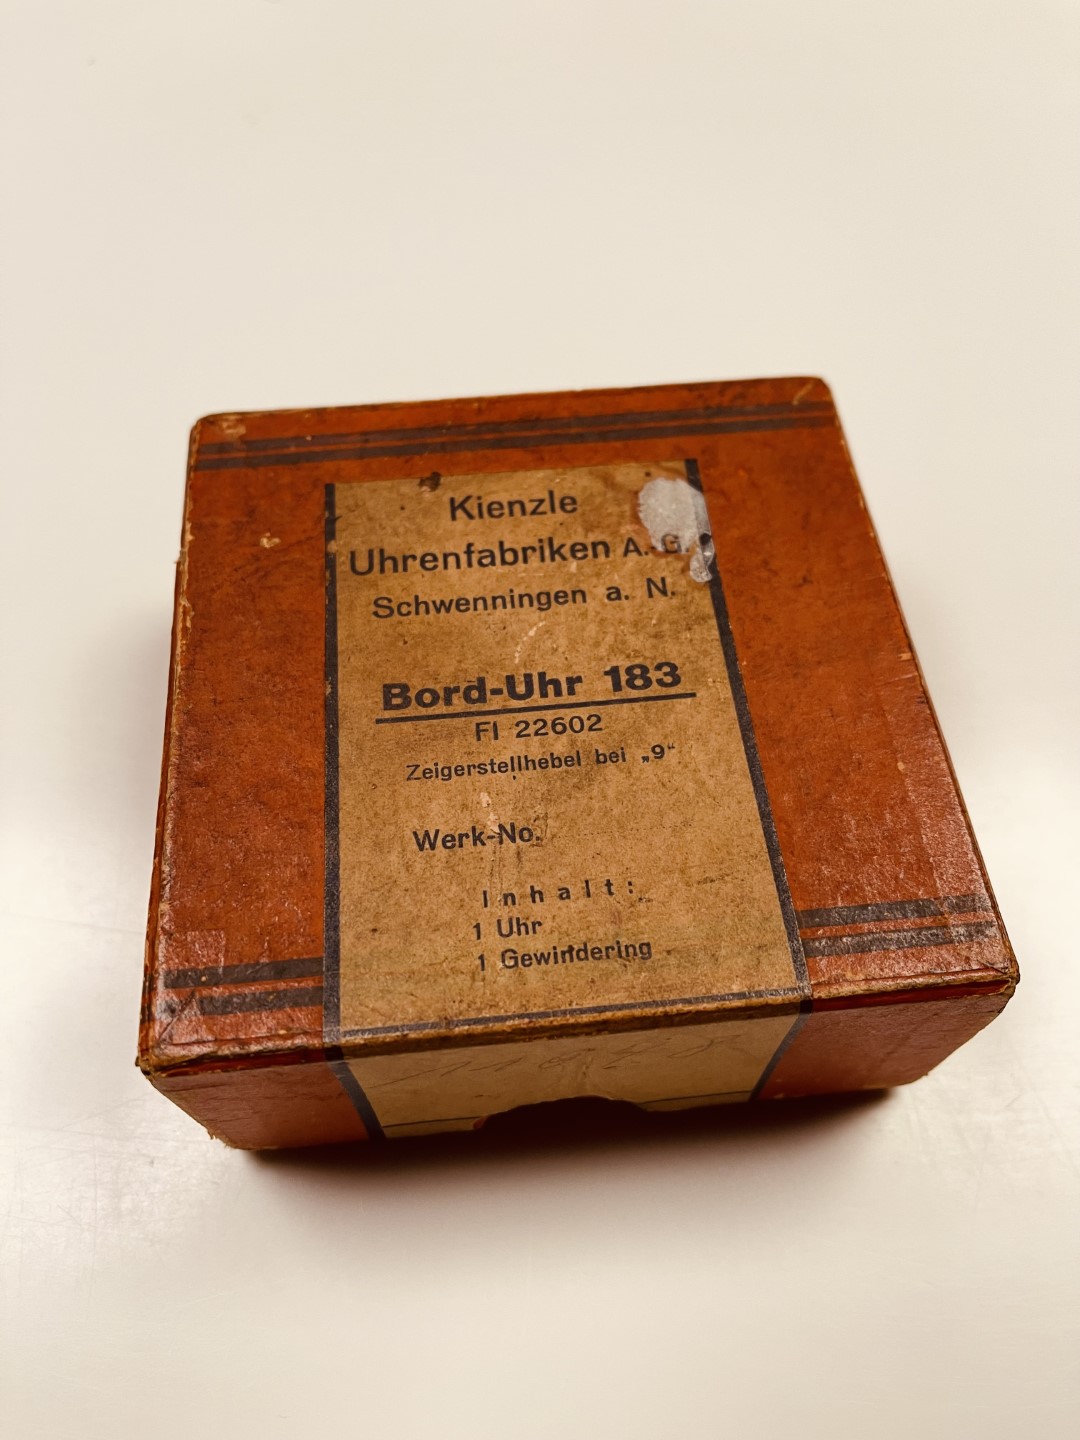 Kienzle
Uhrenfabriken A.-G.
Schwenningen a. N.
Bord-Uhr 183
Fl 22602
Zeigerstellhebel bei „9“
Werk-No.
Inhalt:
1 Uhr
1 Gewindering